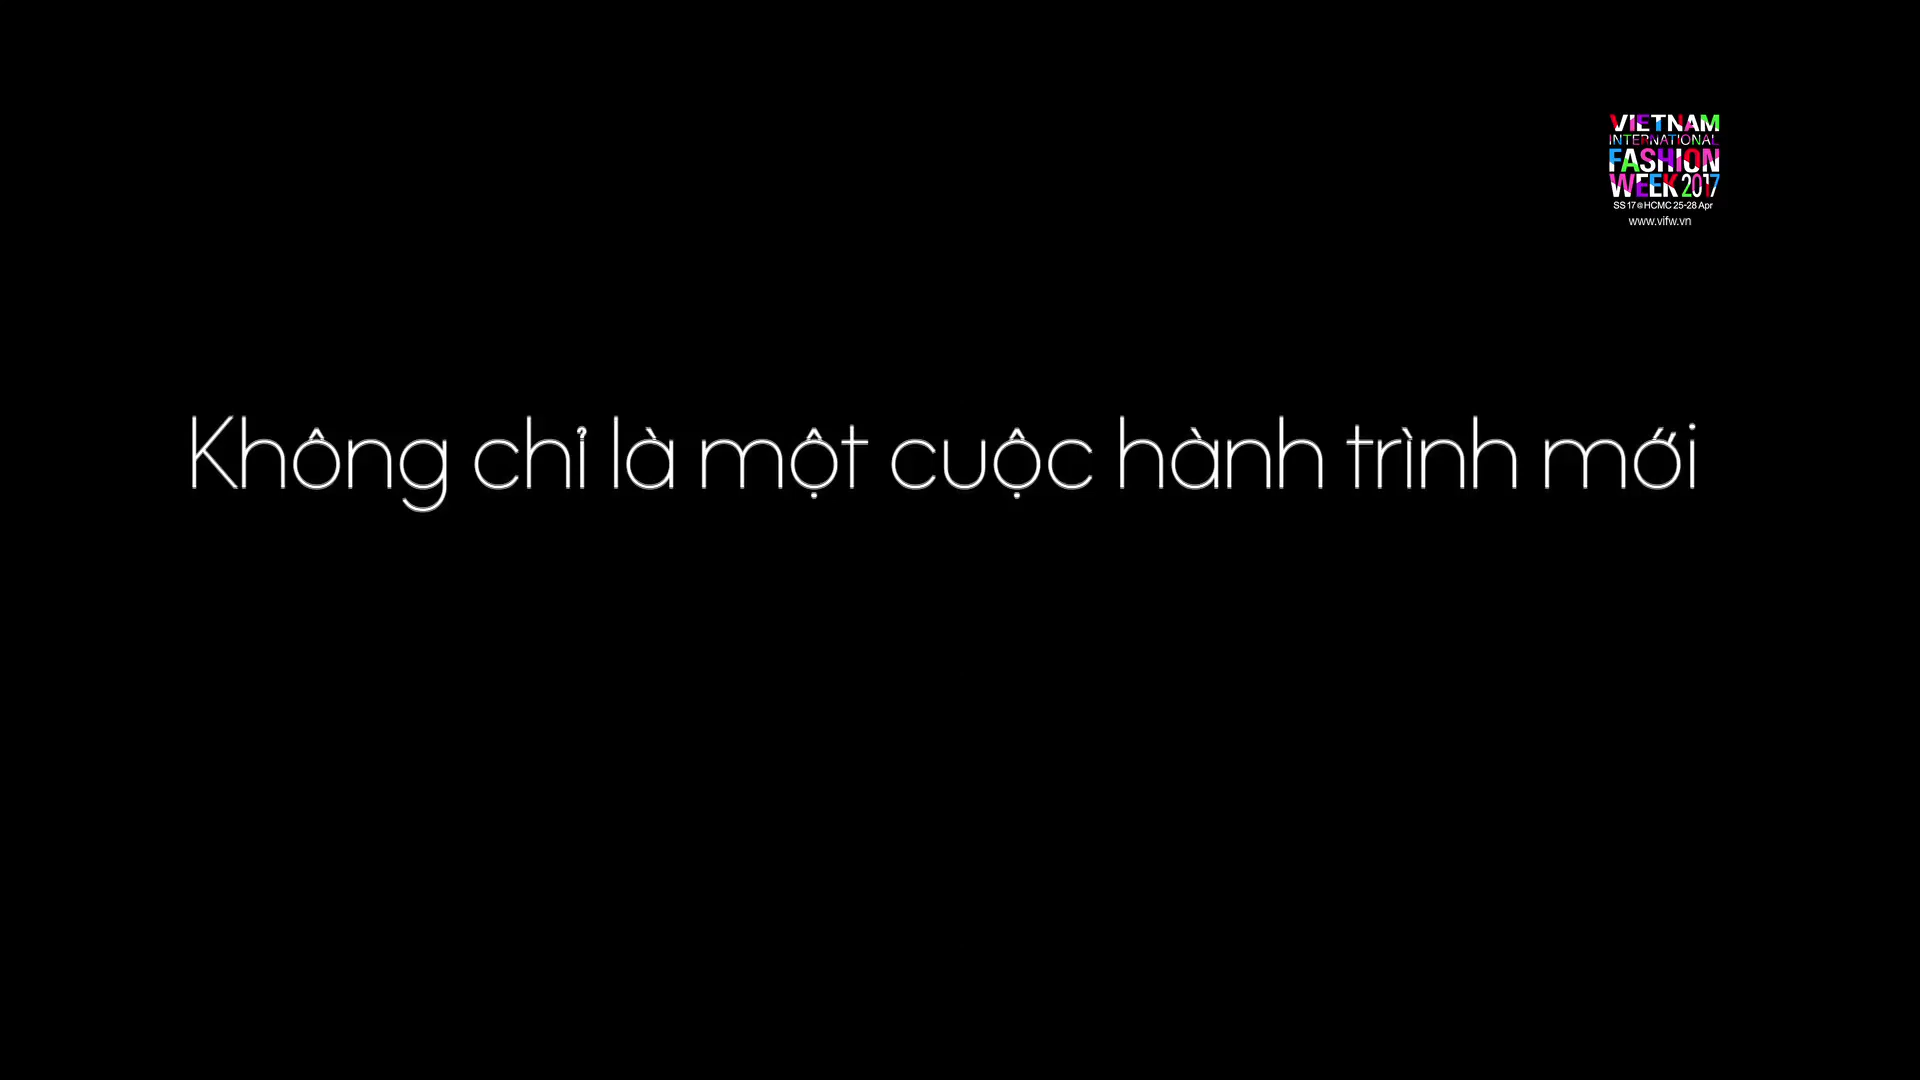 VIETNAM
INTERNATIONAL
FASHION
WEEK 2017
SS 17@HCMC 25-28 Apr
www.vifw.vn
Không chỉ là một cuộc hành trình mới